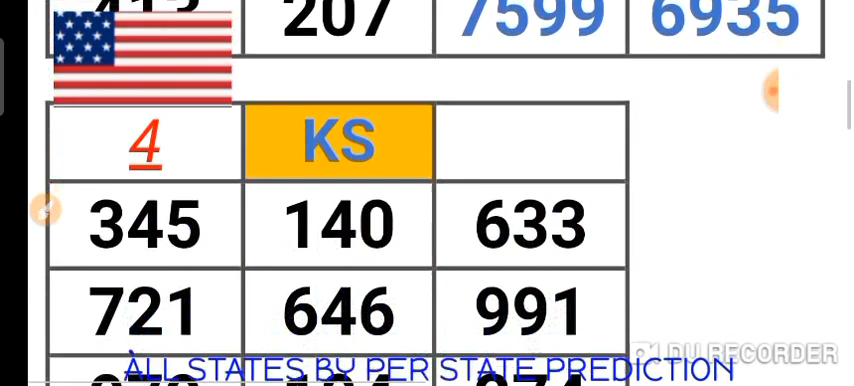 207 7599 6935
4 KS
345 140 633
721 646 991
DU RECORDER
ALL STATES BY PER STATE PREDICTION